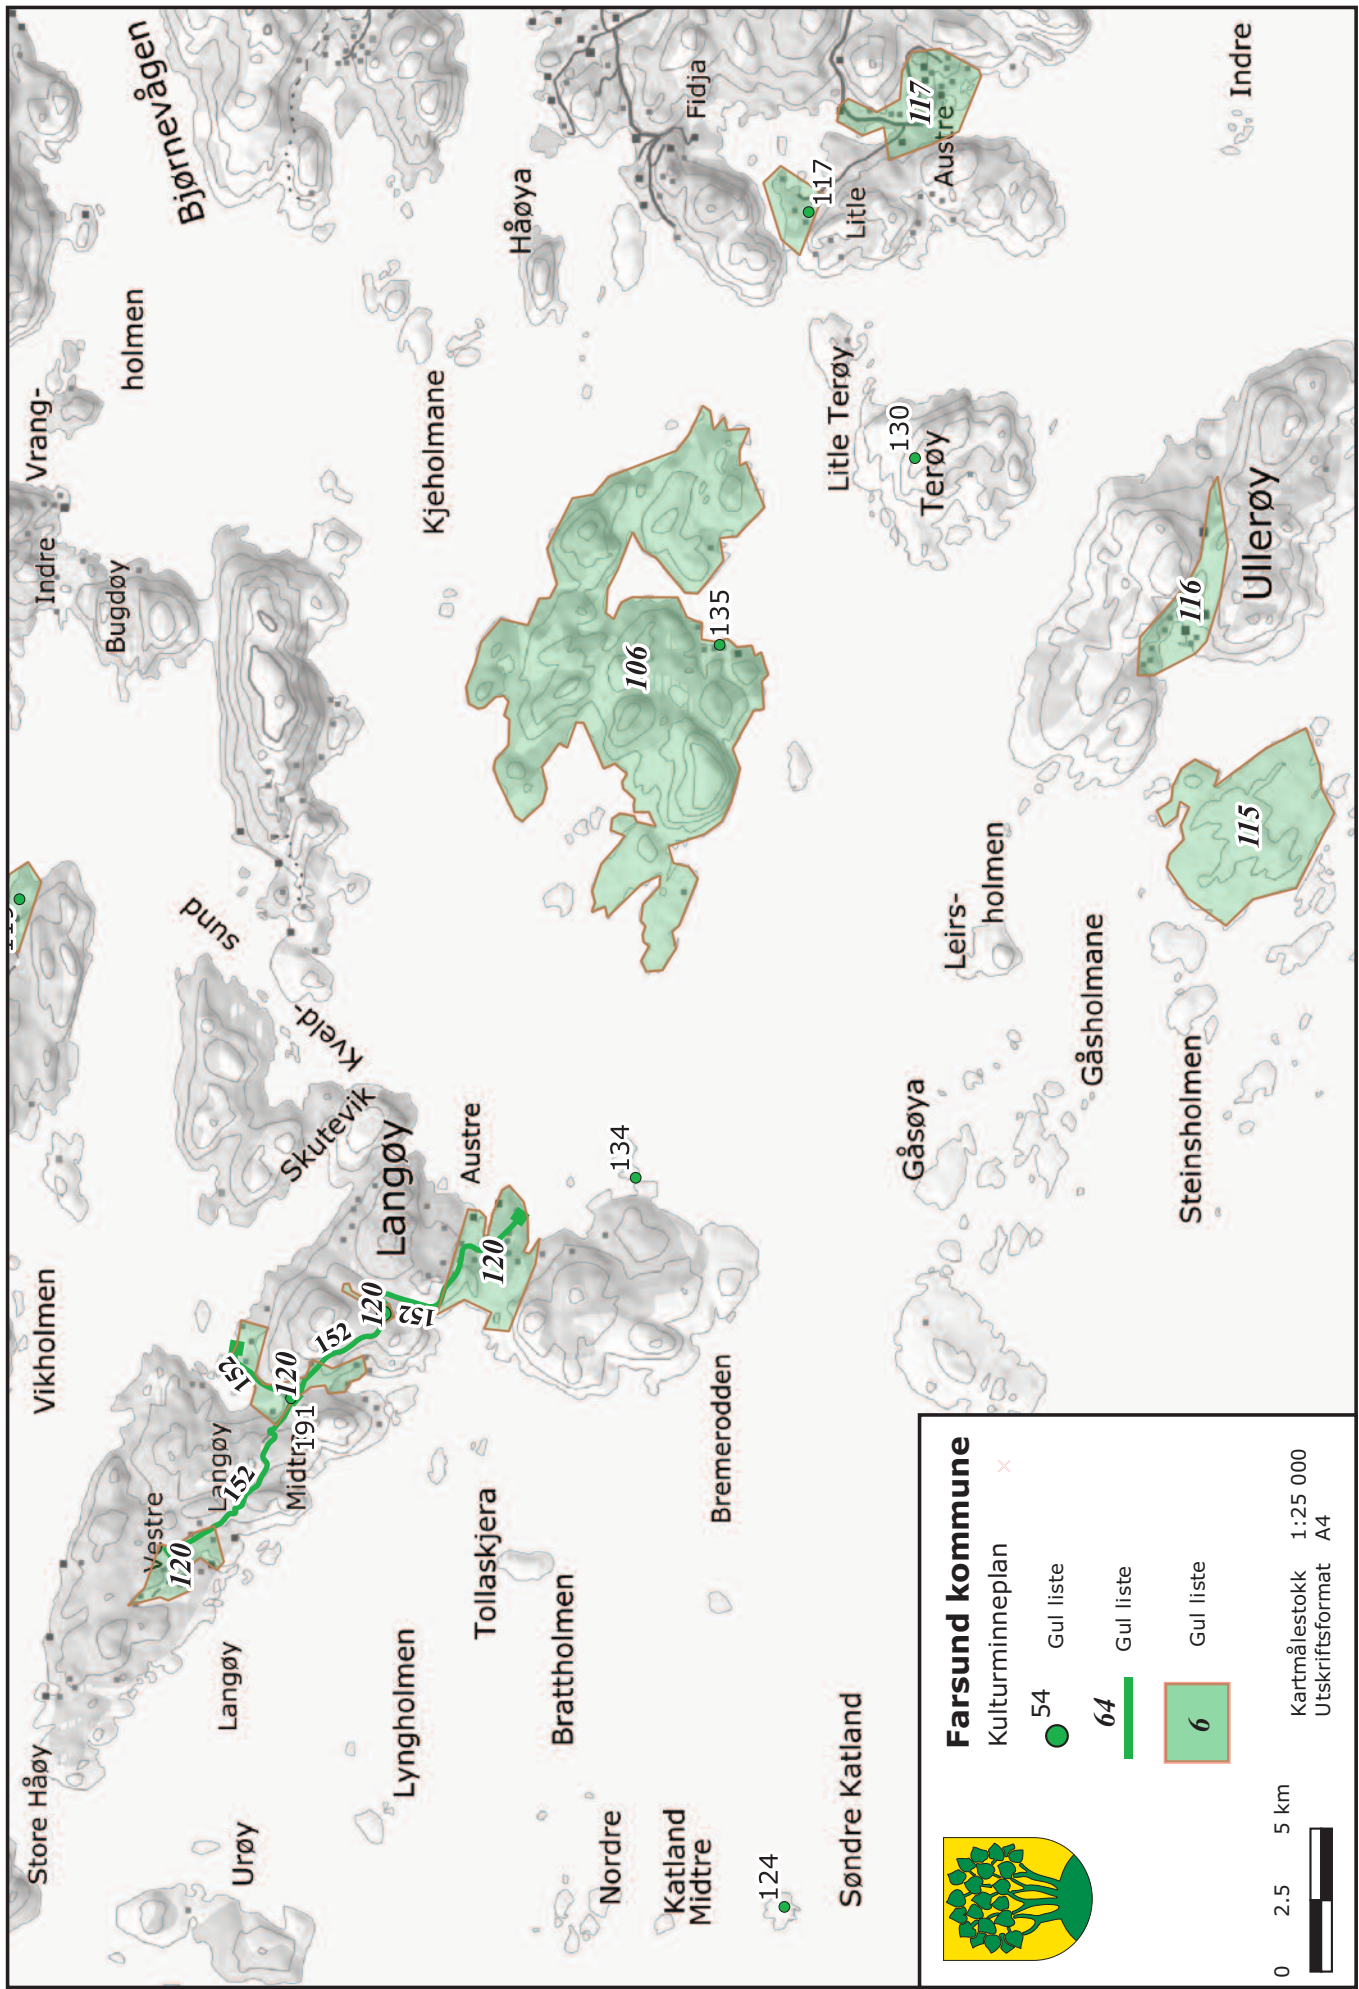 Store Håøy
Vikholmen
Indre Vrang-
holmen
Bjørnevågen
Bugdøy
Urøy
Langøy
Vestre
120
Langøy
152
Midtre
191
120
152
152
120
152
Langøy
Skutevik
Kveld-
sund
Austre
120
134
Kjeholmane
Håøya
Fidja
106
135
117
Litle
117
Austre
Indre
Lyngholmen
Tollaskjera
Brattholmen
Bremerodden
Nordre
Katland
Midtre
124
Søndre Katland
Litle Terøy
130
Terøy
Gåsøya
Leirs-
holmen
Gåsholmane
Steinsholmen
115
116
Ullerøy
Farsund kommune
Kulturminneplan
54 Gul liste
64 Gul liste
6 Gul liste
Kartmålestokk 1:25 000
Utskriftsformat A4
0 2.5 5 km